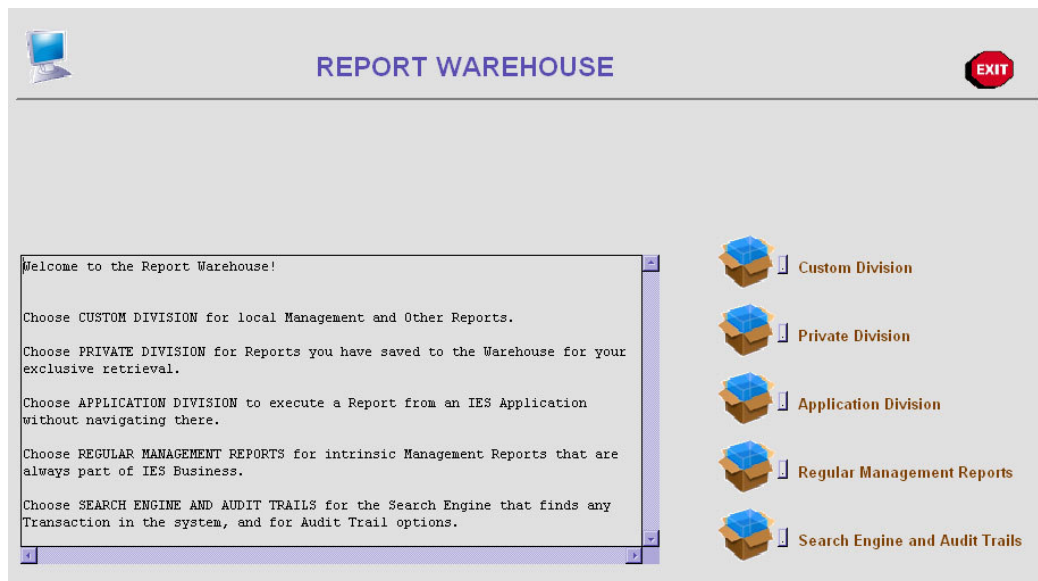 REPORT WAREHOUSE
EXIT
Welcome to the Report Warehouse!
Choose CUSTOM DIVISION for local Management and Other Reports.
Choose PRIVATE DIVISION for Reports you have saved to the Warehouse for your
exclusive retrieval.
Choose APPLICATION DIVISION to execute a Report from an IES Application
without navigating there.
Choose REGULAR MANAGEMENT REPORTS for intrinsic Management Reports that are
always part of IES Business.
Choose SEARCH ENGINE AND AUDIT TRAILS for the Search Engine that finds any
Transaction in the system, and for Audit Trail options.
Custom Division
Private Division
Application Division
Regular Management Reports
Search Engine and Audit Trails